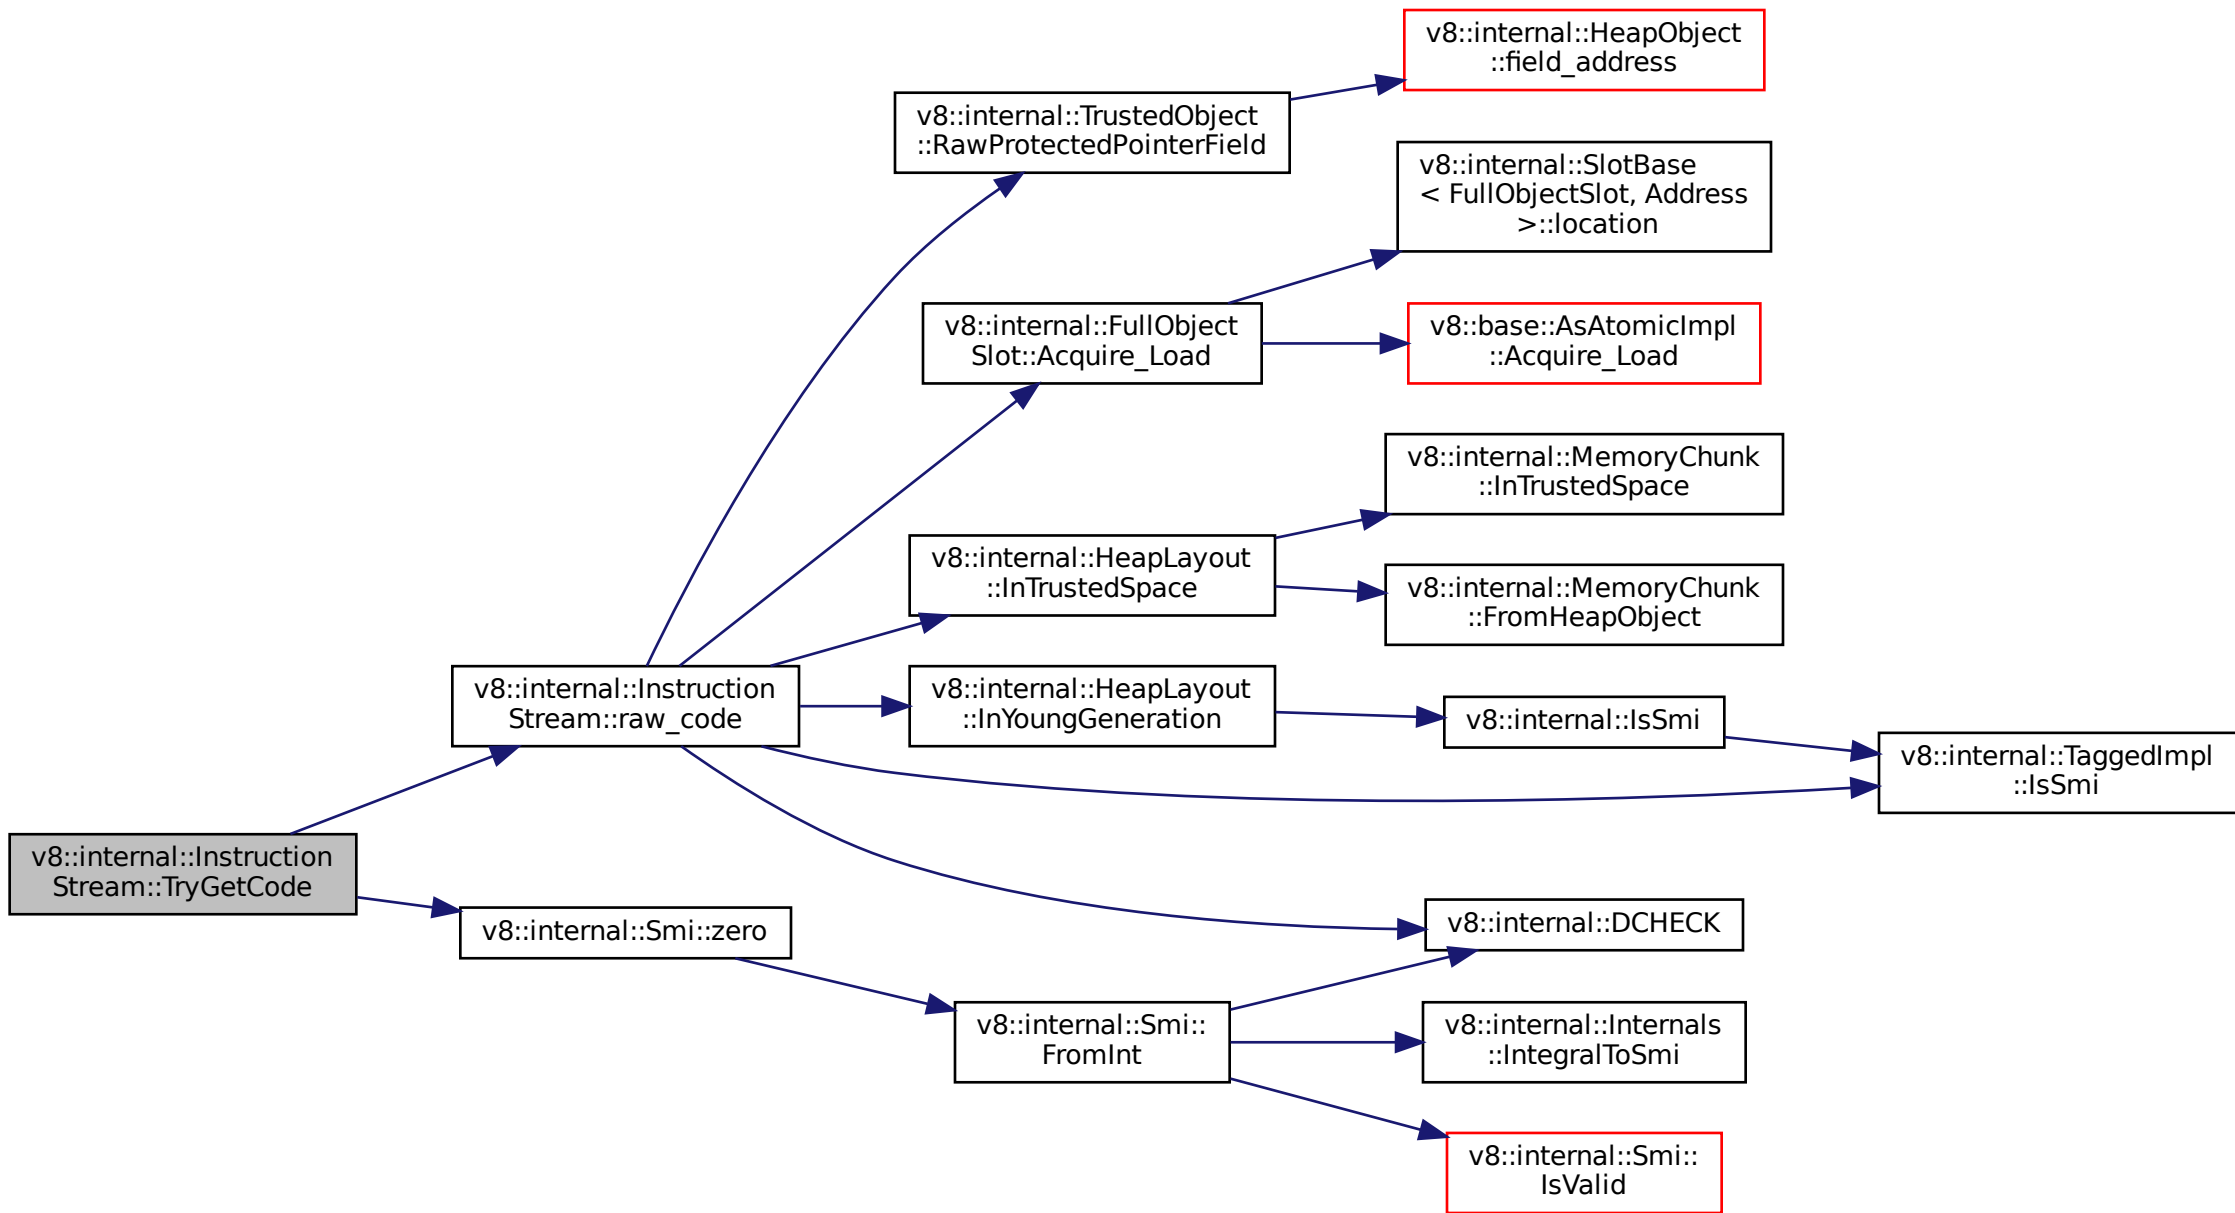 v8::internal::HeapObject
::field_address
v8::internal::TrustedObject
::RawProtectedPointerField
v8::internal::SlotBase
< FullObjectSlot, Address
>::location
v8::internal::FullObject
Slot::Acquire_Load
v8::base::AsAtomicImpl
::Acquire_Load
v8::internal::MemoryChunk
::InTrustedSpace
v8::internal::HeapLayout
::InTrustedSpace
v8::internal::MemoryChunk
::FromHeapObject
v8::internal::Instruction
Stream::raw_code
v8::internal::HeapLayout
::InYoungGeneration
v8::internal::IsSmi
v8::internal::TaggedImpl
::IsSmi
v8::internal::Instruction
Stream::TryGetCode
v8::internal::Smi::zero
v8::internal::DCHECK
v8::internal::Smi::
FromInt
v8::internal::Internals
::IntegralToSmi
v8::internal::Smi::
IsValid